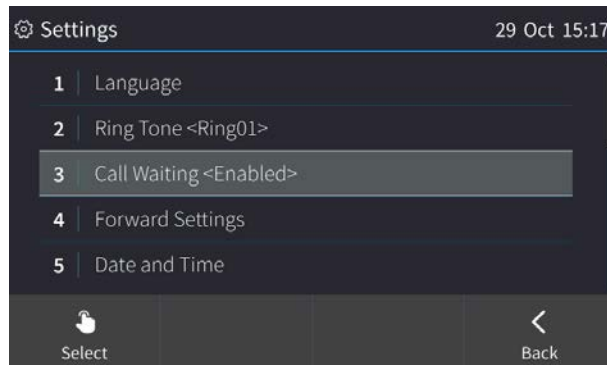 Settings 29 Oct 15:17
1 Language
2 Ring Tone <Ring01>
3 Call Waiting <Enabled>
4 Forward Settings
5 Date and Time
Select Back